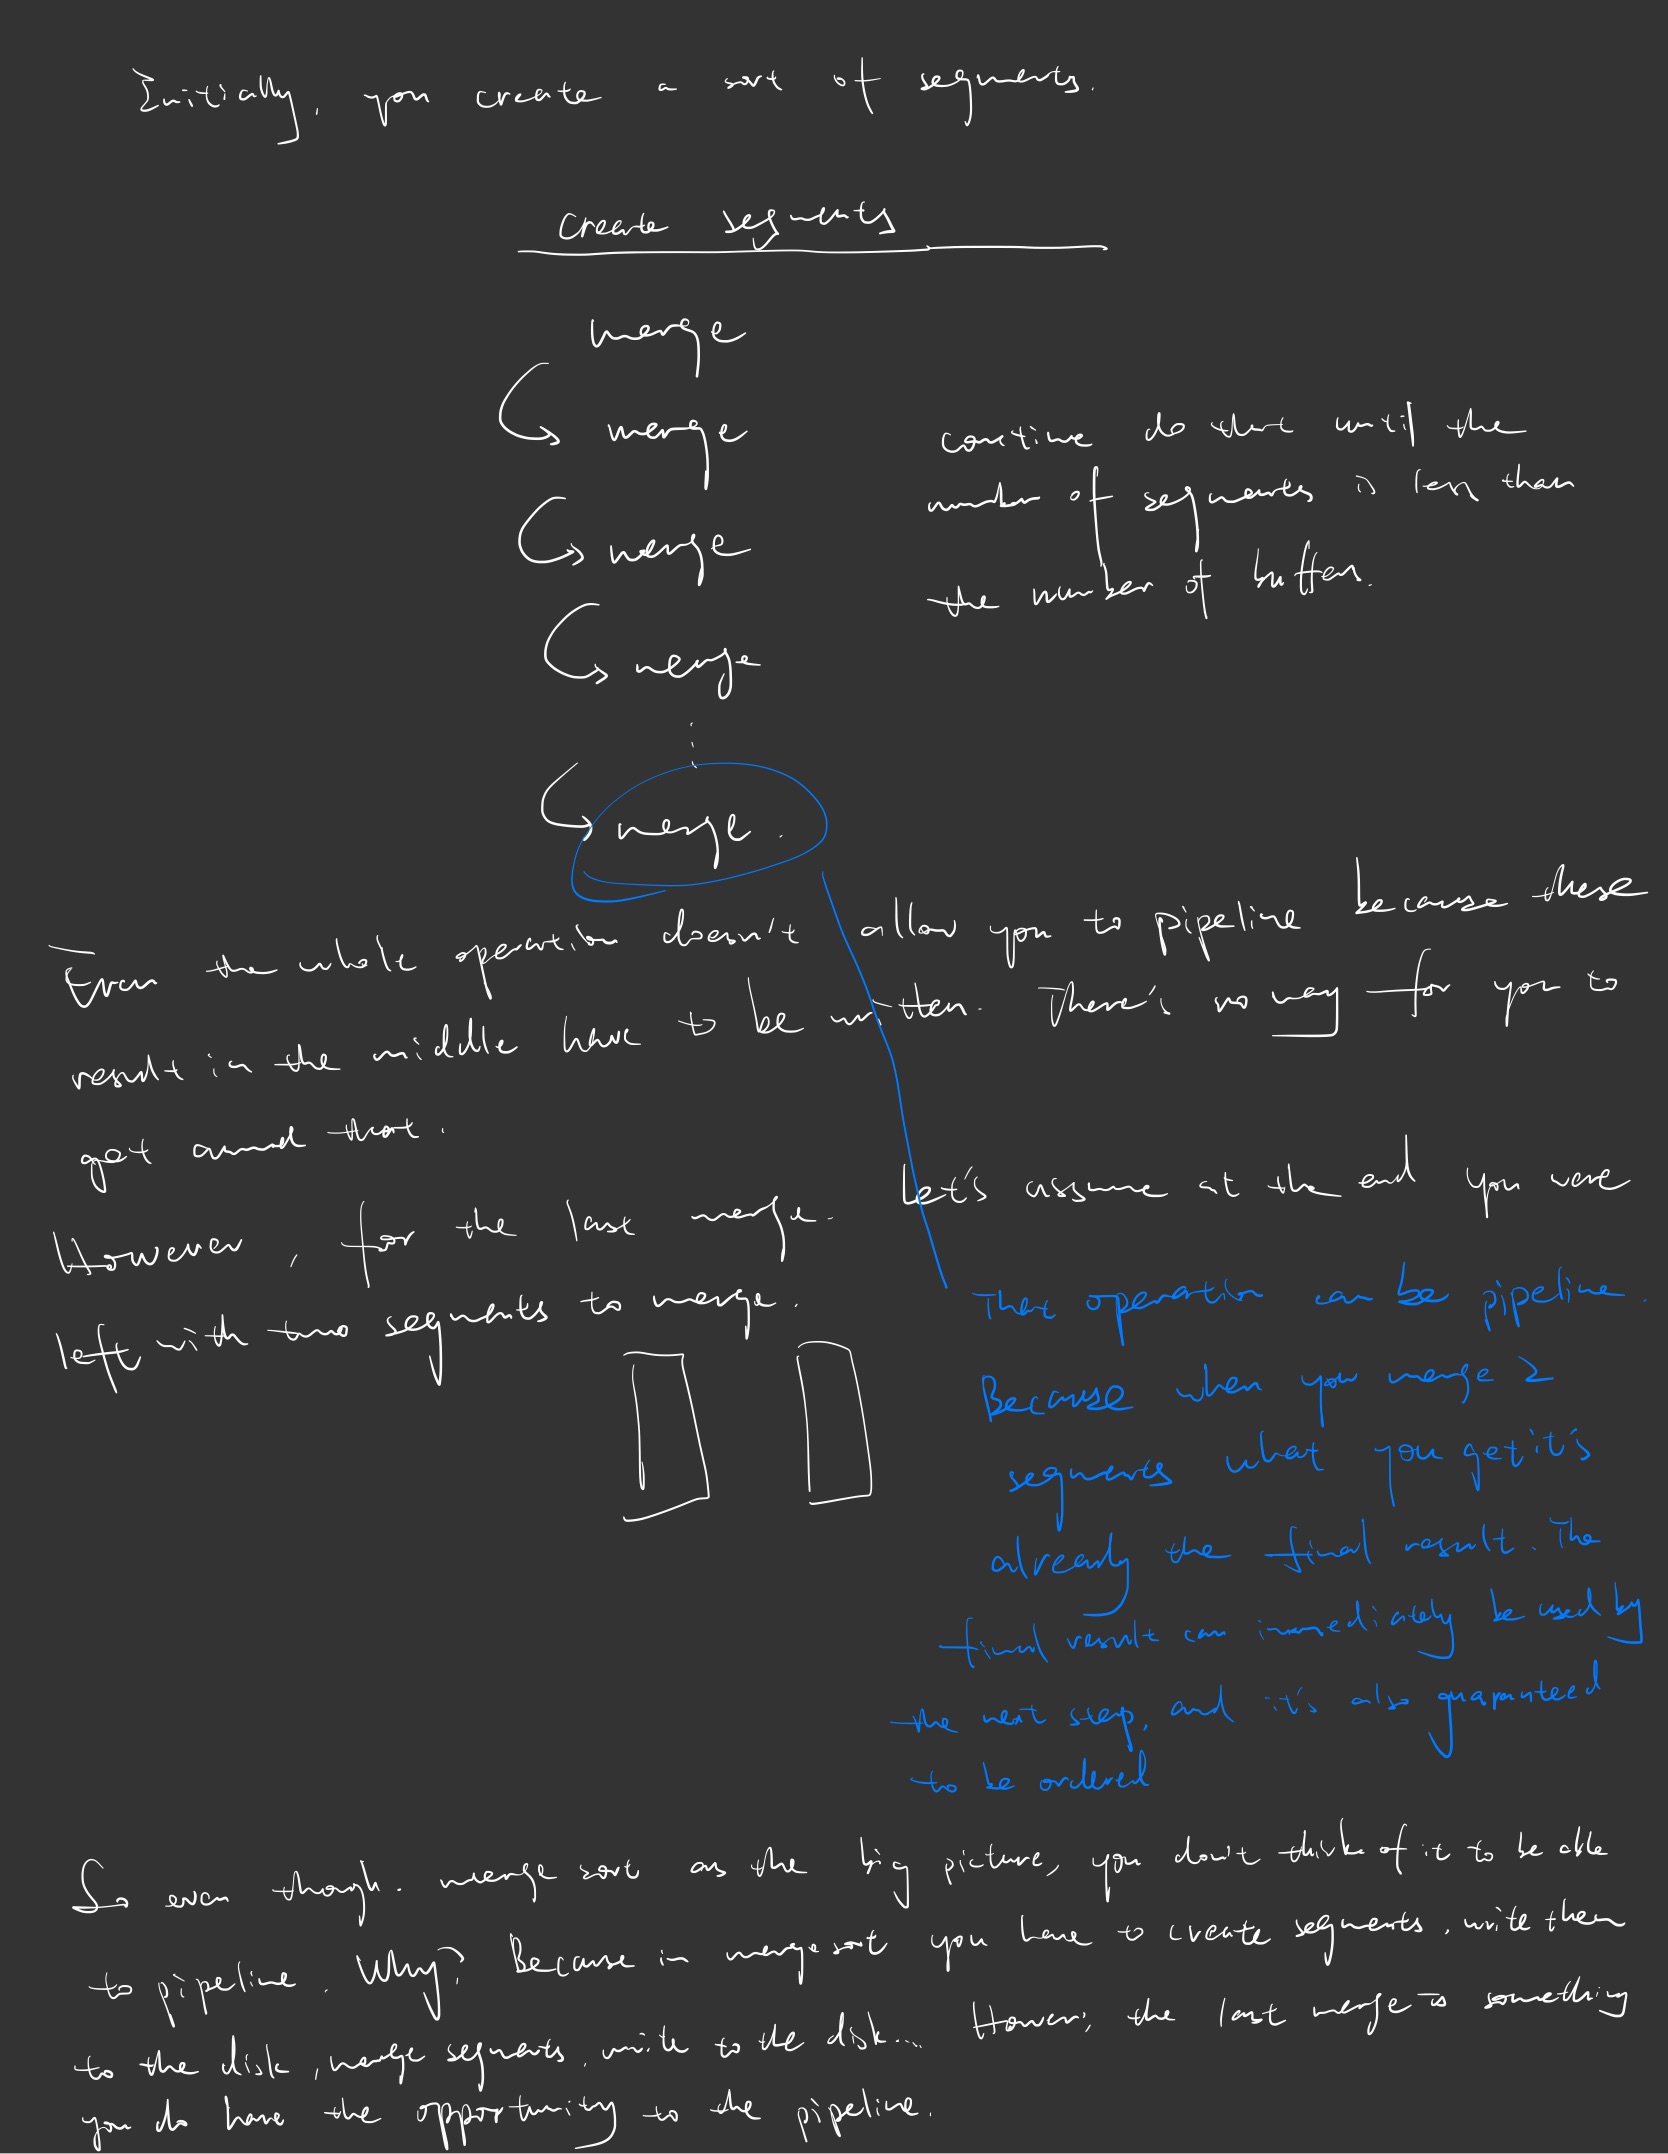 Initially, you create a sort of segments.
create segments
merge
merge
merge
merge
merge.
continue do that until the
number of segments is less than
the number of buffers.
Even the whole operation doesn't allow you to pipeline because these
result in the middle have to be written. There's no way for you to
get around that.
However, for the last merge. Let's assume at the end you were
left with two segments to merge.
That operation can be pipeline.
Because when you merge 2
segments what you get it's
already the final result. The
final result can immediately be used by
the next step, and it's also guaranteed
to be ordered
So even though. merge sort as the big picture, you don't think of it to be able
to pipeline. Why? Because in merge sort you have to create segments, write them
to the disk, merge segments, write to the disk... However, the last merge is something
you do have the opportunity to the pipeline.